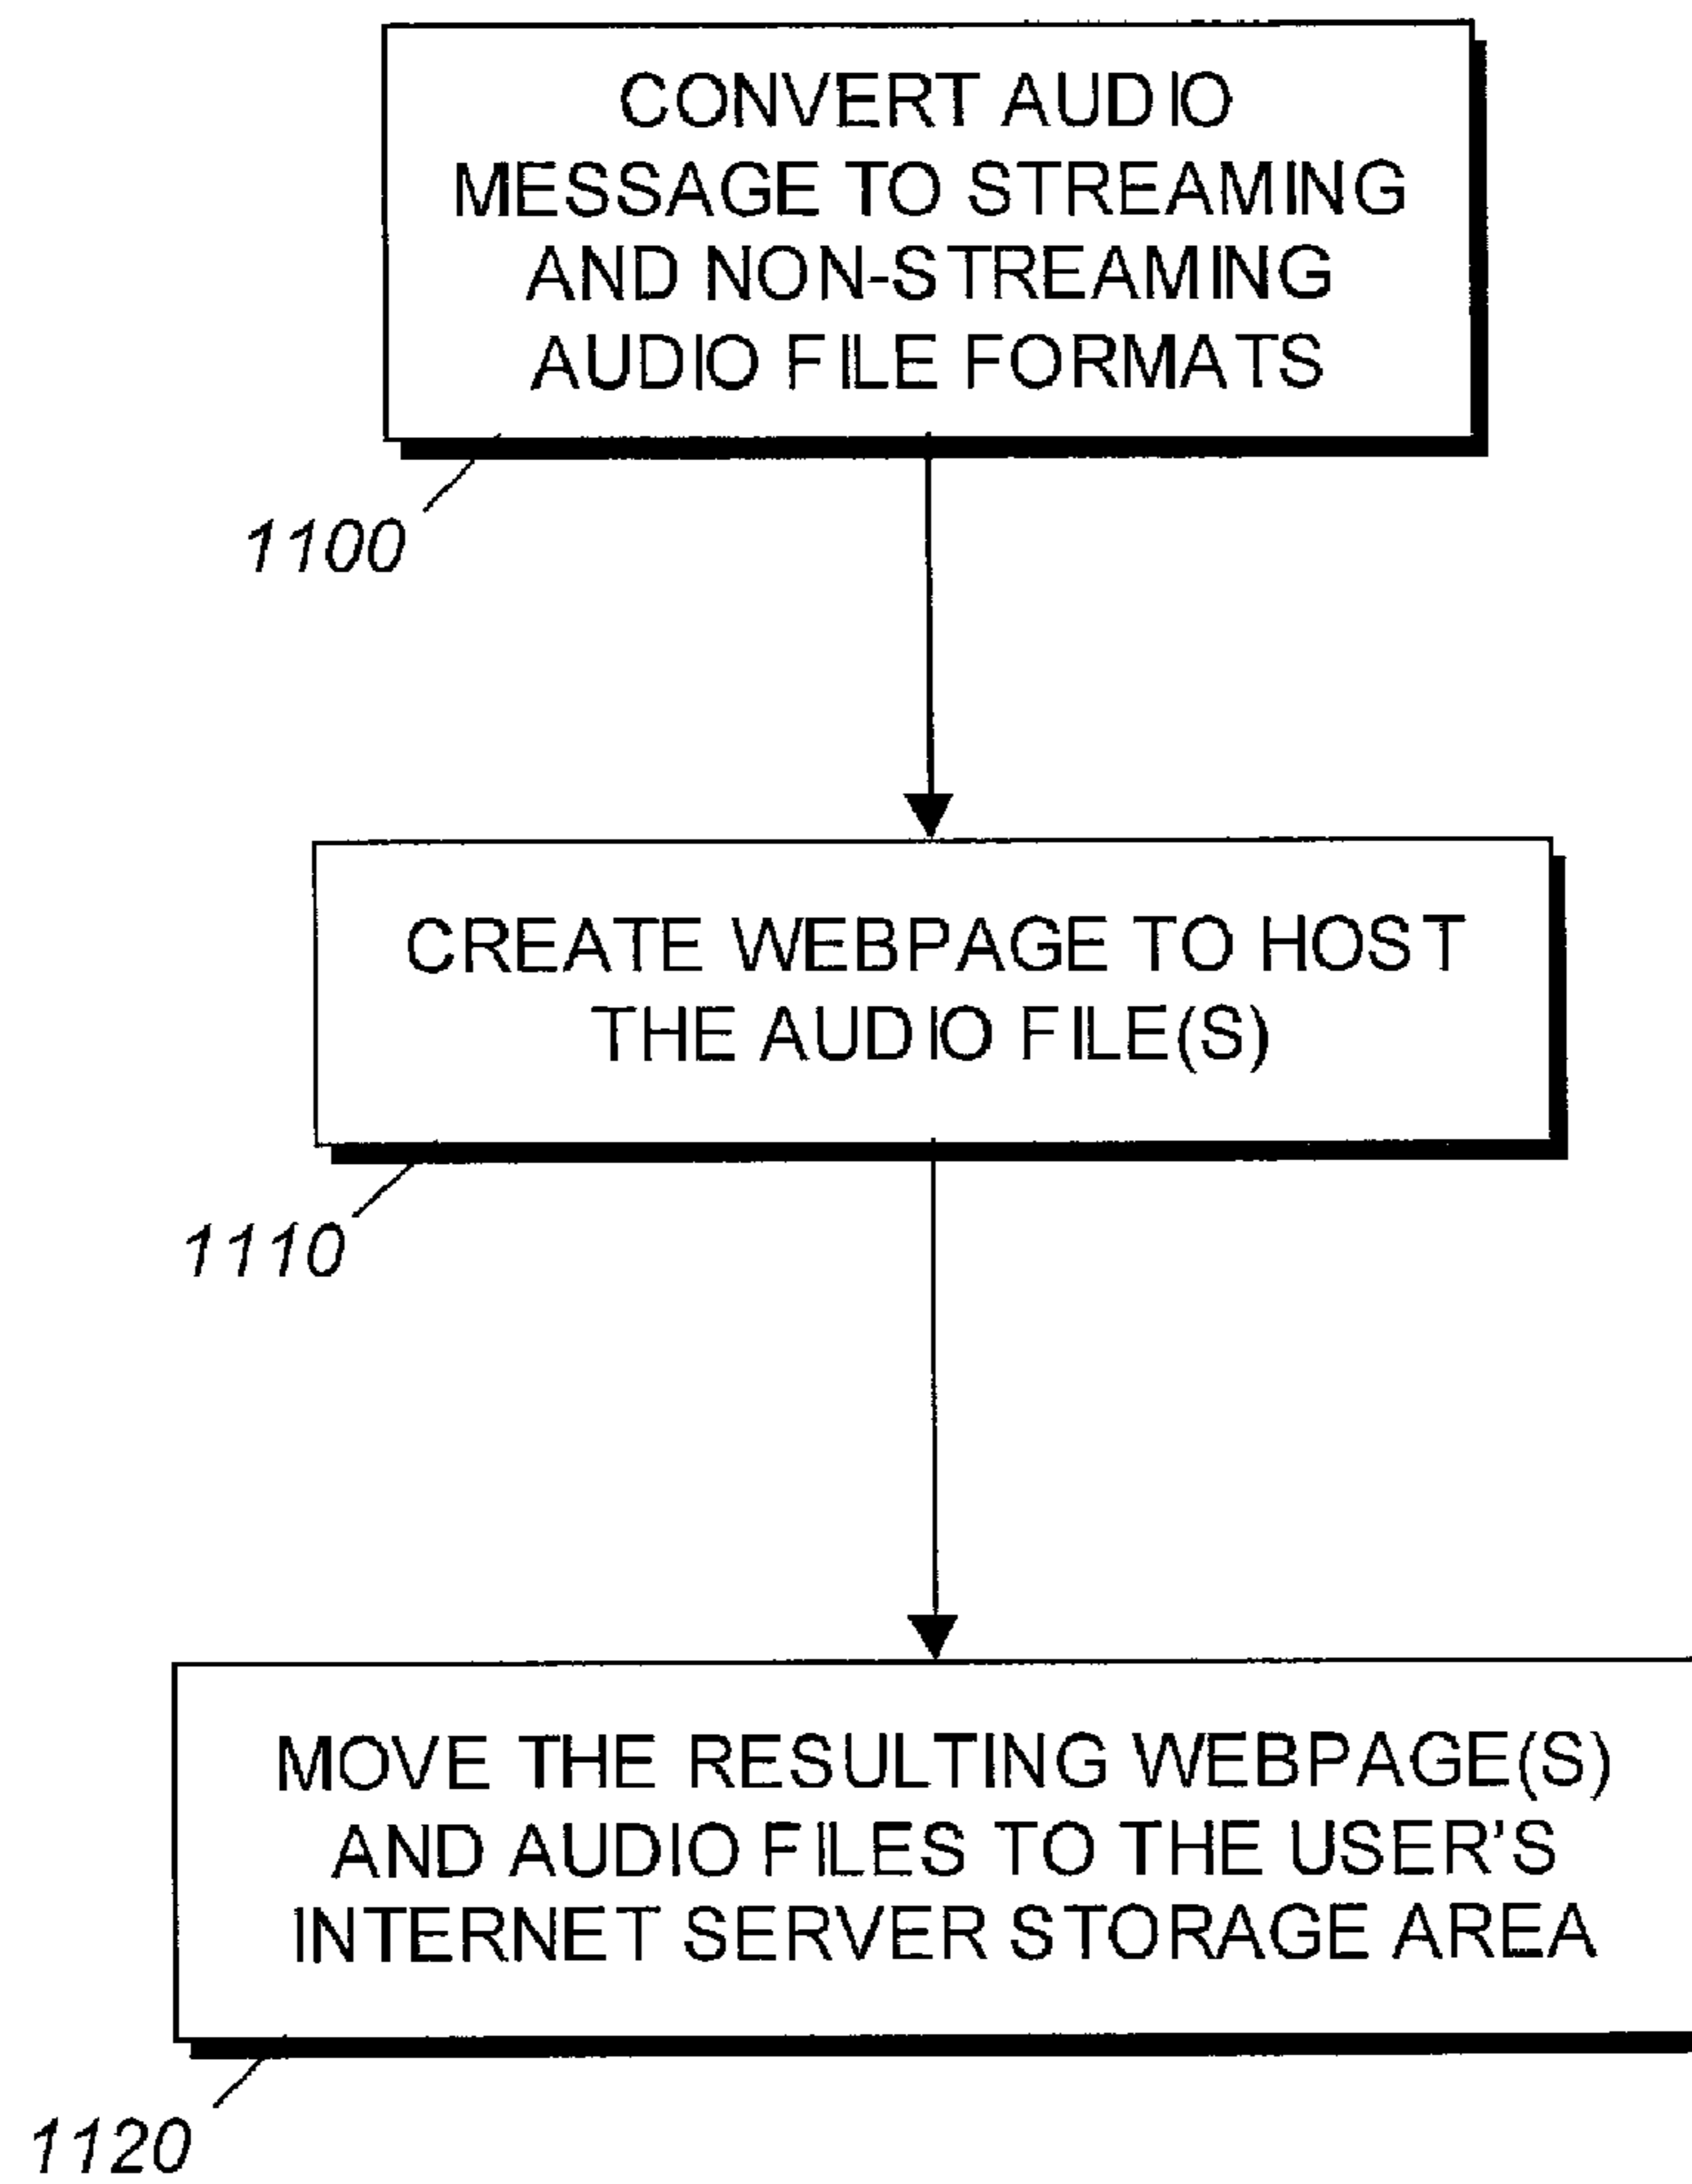 CONVERT AUDIO
MESSAGE TO STREAMING
AND NON-STREAMING
AUDIO FILE FORMATS
1100
CREATE WEBPAGE TO HOST
THE AUDIO FILE(S)
1110
MOVE THE RESULTING WEBPAGE(S)
AND AUDIO FILES TO THE USER'S
INTERNET SERVER STORAGE AREA
1120